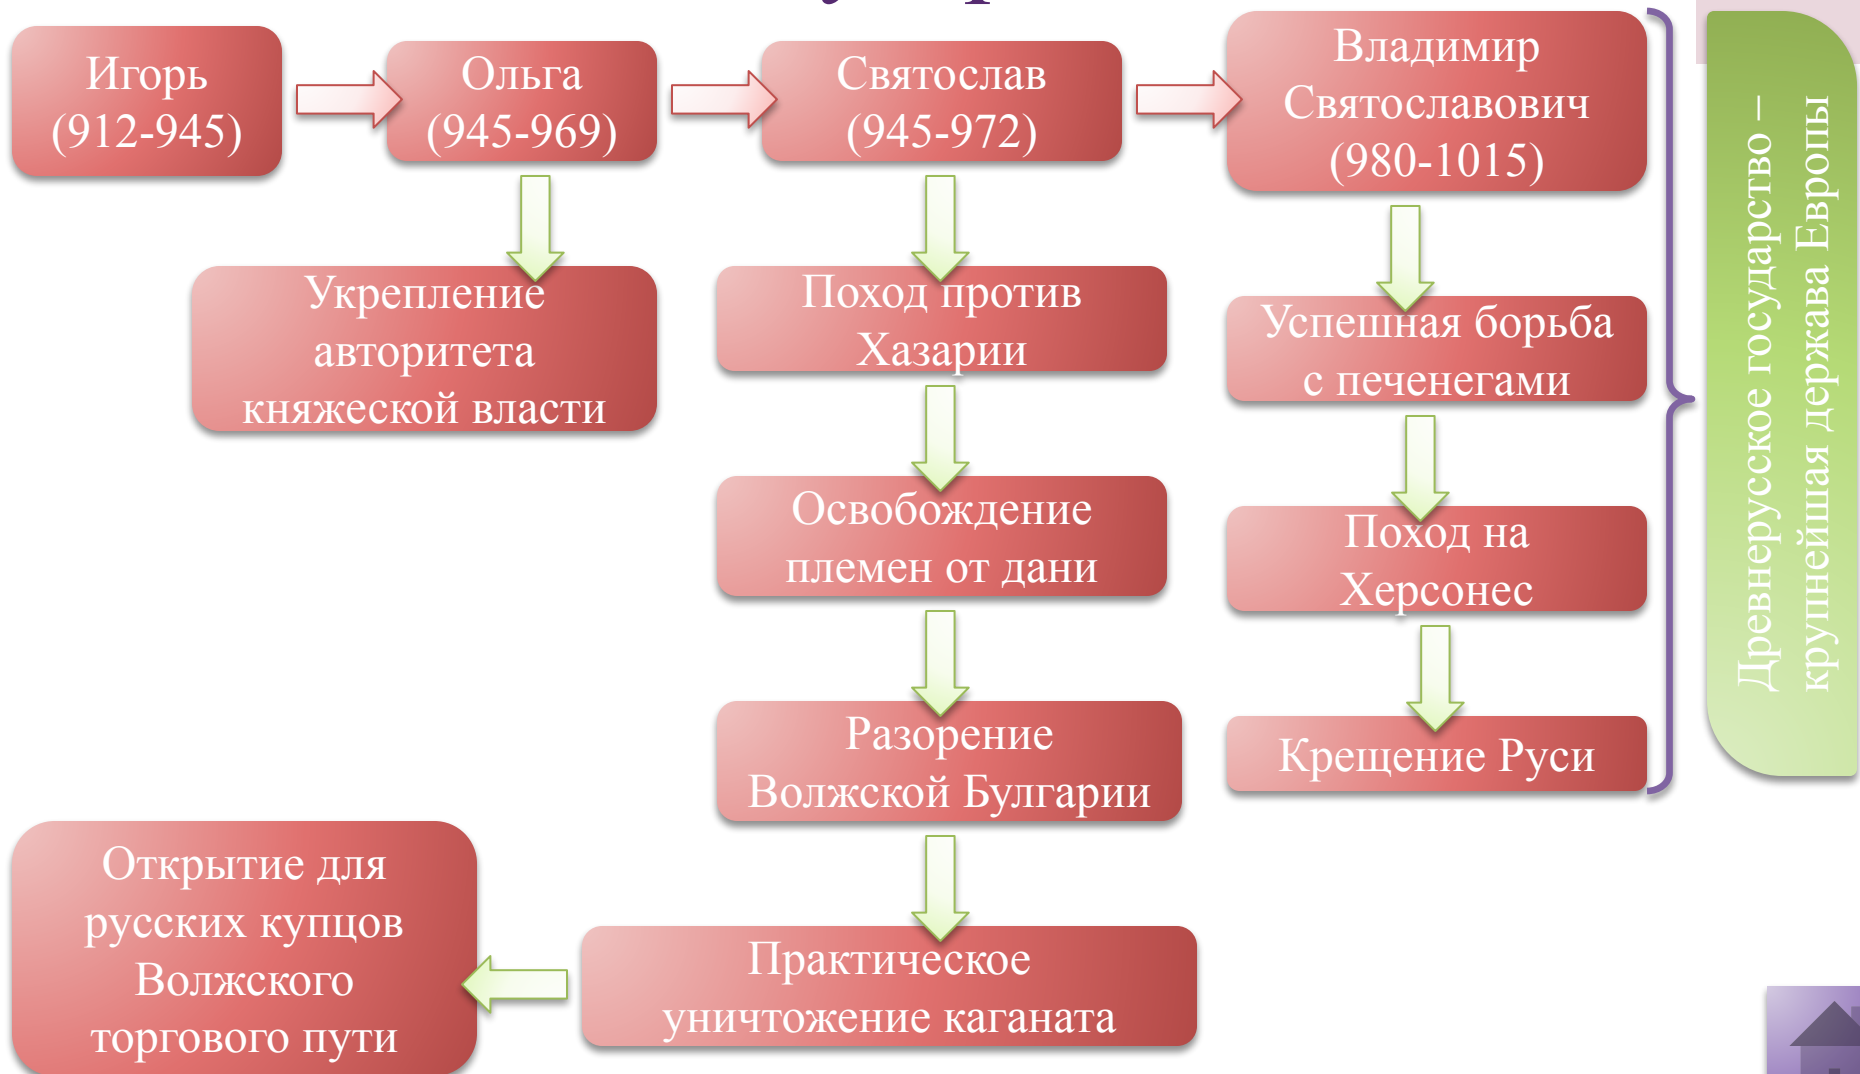 Игорь
(912-945)
Ольга
(945-969)
Святослав
(945-972)
Владимир
Святославович
(980-1015)
Укрепление
авторитета
княжеской власти
Поход против
Хазарии
Освобождение
племен от дани
Разорение
Волжской Булгарии
Практическое
уничтожение каганата
Открытие для
русских купцов
Волжского
торгового пути
Успешная борьба
с печенегами
Поход на
Херсонес
Крещение Руси
Древнерусское государство –
крупнейшая держава Европы